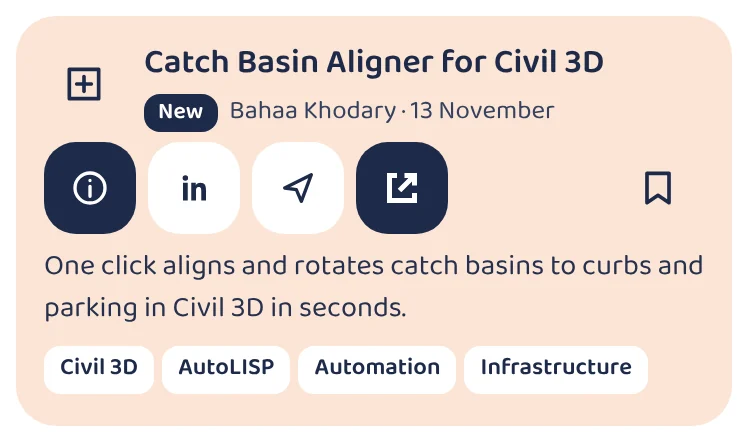 Catch Basin Aligner for Civil 3D
New Bahaa Khodary · 13 November
in
One click aligns and rotates catch basins to curbs and
parking in Civil 3D in seconds.
Civil 3D AutoLISP Automation Infrastructure